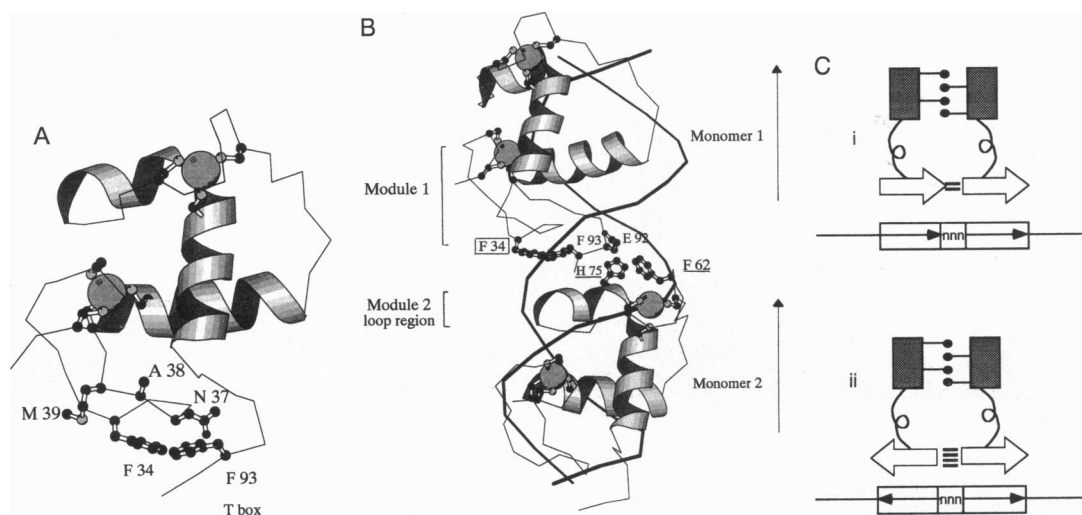 A
A 38
N 37
M 39
F 34
F 93
T box
B
Module 1
Monomer 1
F 34
F 93
E 92
H 75
F 62
Module 2
loop region
Monomer 2
C
i
nnn
ii
nnn